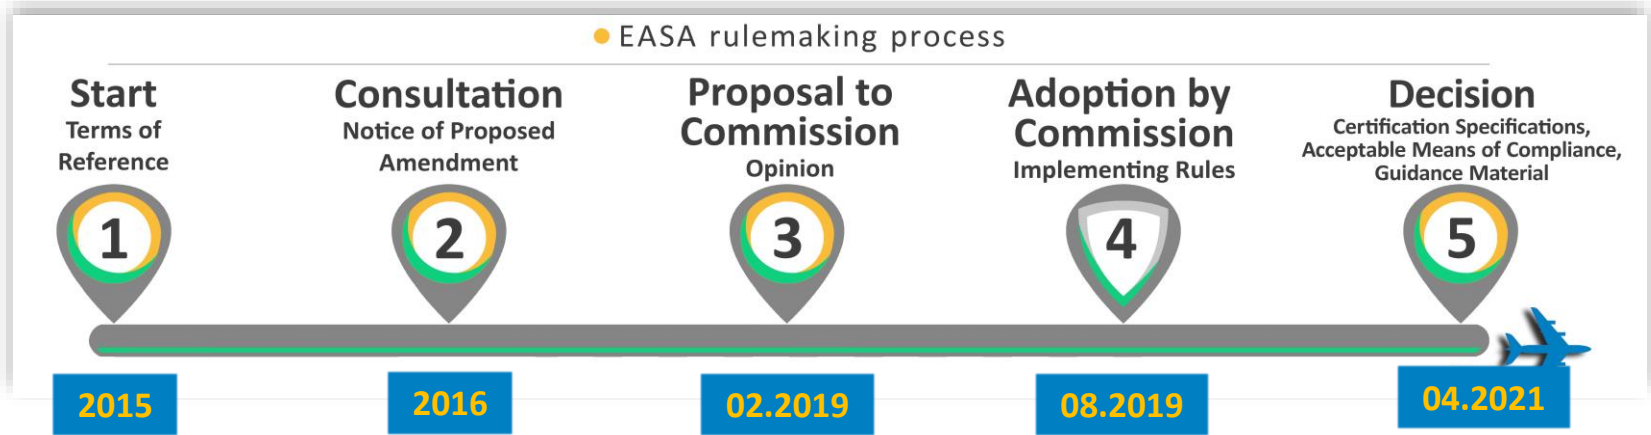 EASA rulemaking process
Start
Terms of
Reference
1
2015
Consultation
Notice of Proposed
Amendment
2
2016
Proposal to
Commission
Opinion
3
02.2019
Adoption by
Commission
Implementing Rules
4
08.2019
Decision
Certification Specifications,
Acceptable Means of Compliance,
Guidance Material
5
04.2021